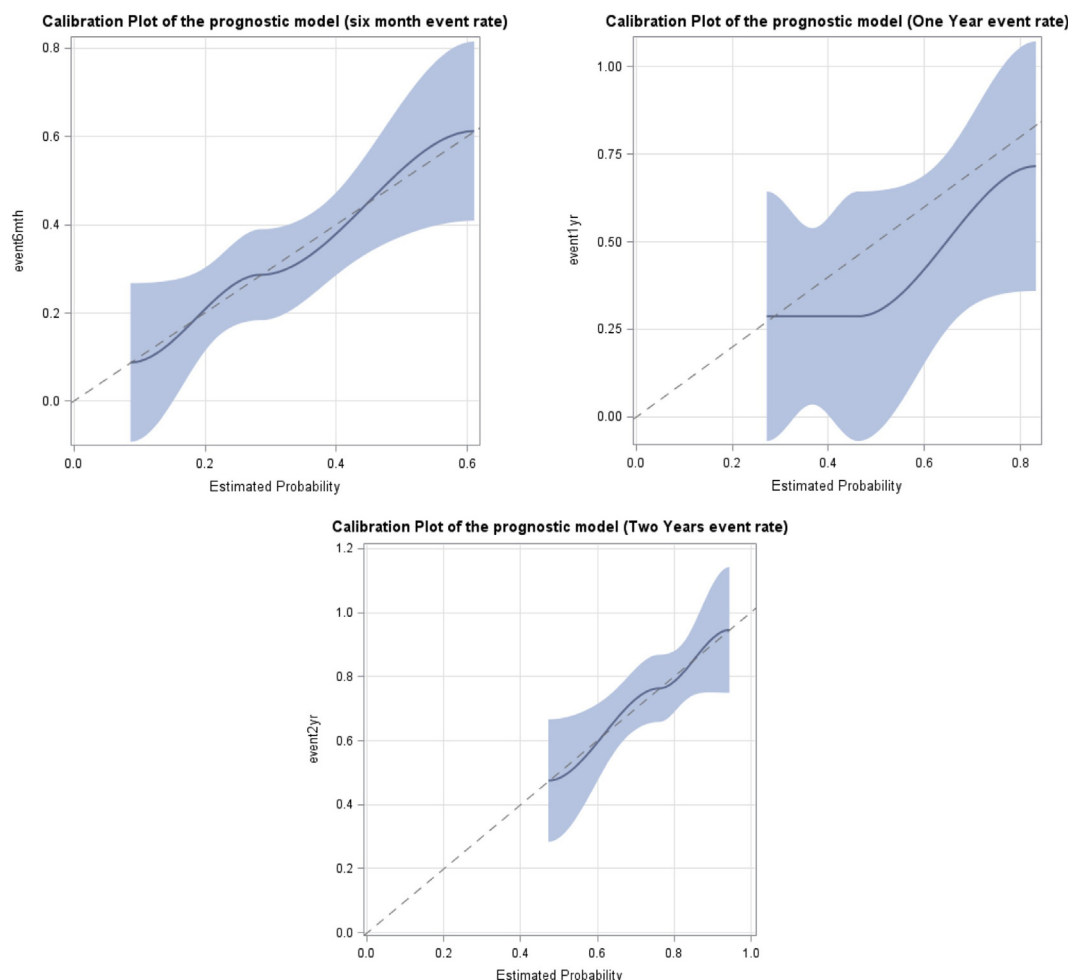 Calibration Plot of the prognostic model (six month event rate)
0.8
0.6
0.4
0.2
0.0
event6mth
0.0 0.2 0.4 0.6
Estimated Probability
Calibration Plot of the prognostic model (One Year event rate)
1.00
0.75
0.50
0.25
0.00
event1yr
0.0 0.2 0.4 0.6 0.8
Estimated Probability
Calibration Plot of the prognostic model (Two Years event rate)
1.2
1.0
0.8
0.6
0.4
0.2
0.0
event2yr
0.0 0.2 0.4 0.6 0.8 1.0
Estimated Probability